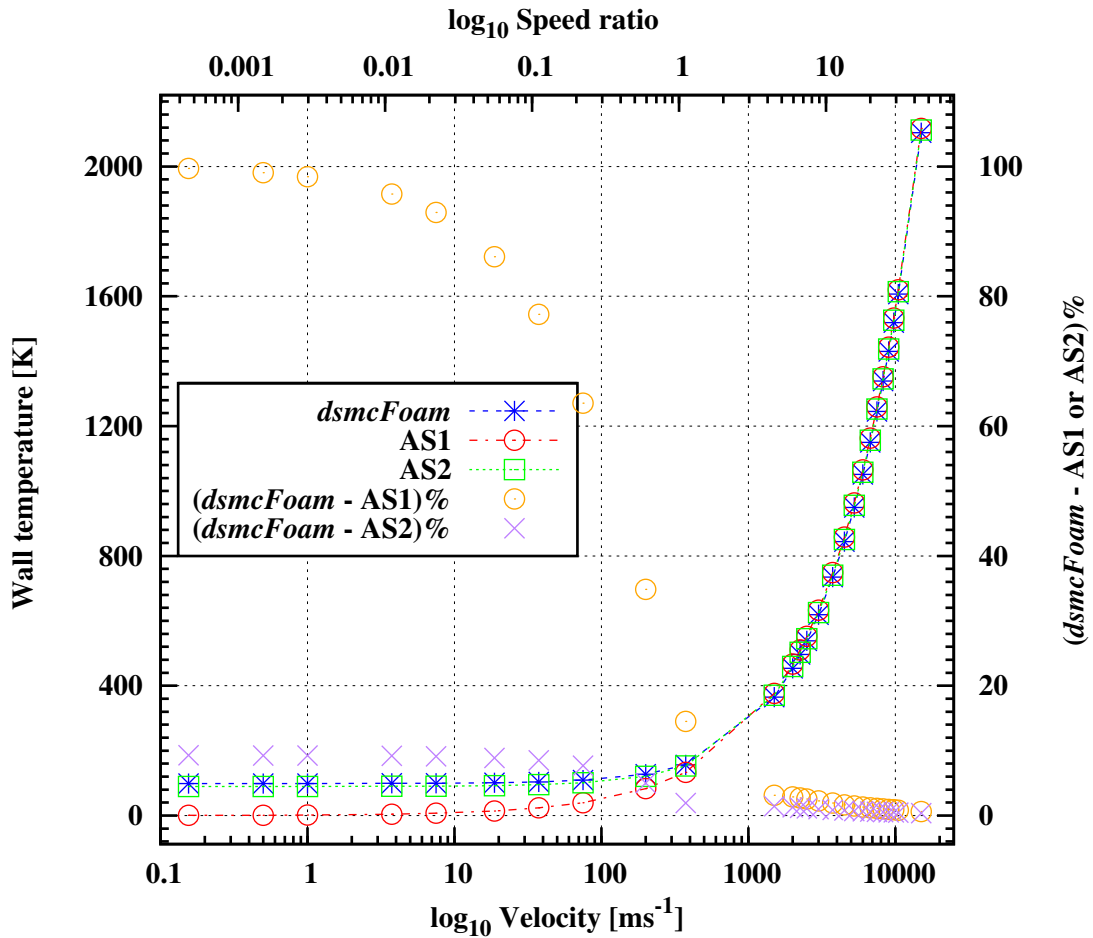 log10 Speed ratio
0.001 0.01 0.1 1 10
2000
1600
1200
800
400
0
Wall temperature [K]
dsmcFoam
AS1
AS2
(dsmcFoam - AS1)%
(dsmcFoam - AS2)%
100
80
60
40
20
0
(dsmcFoam - AS1 or AS2)%
0.1 1 10 100 1000 10000
log10 Velocity [ms-1]